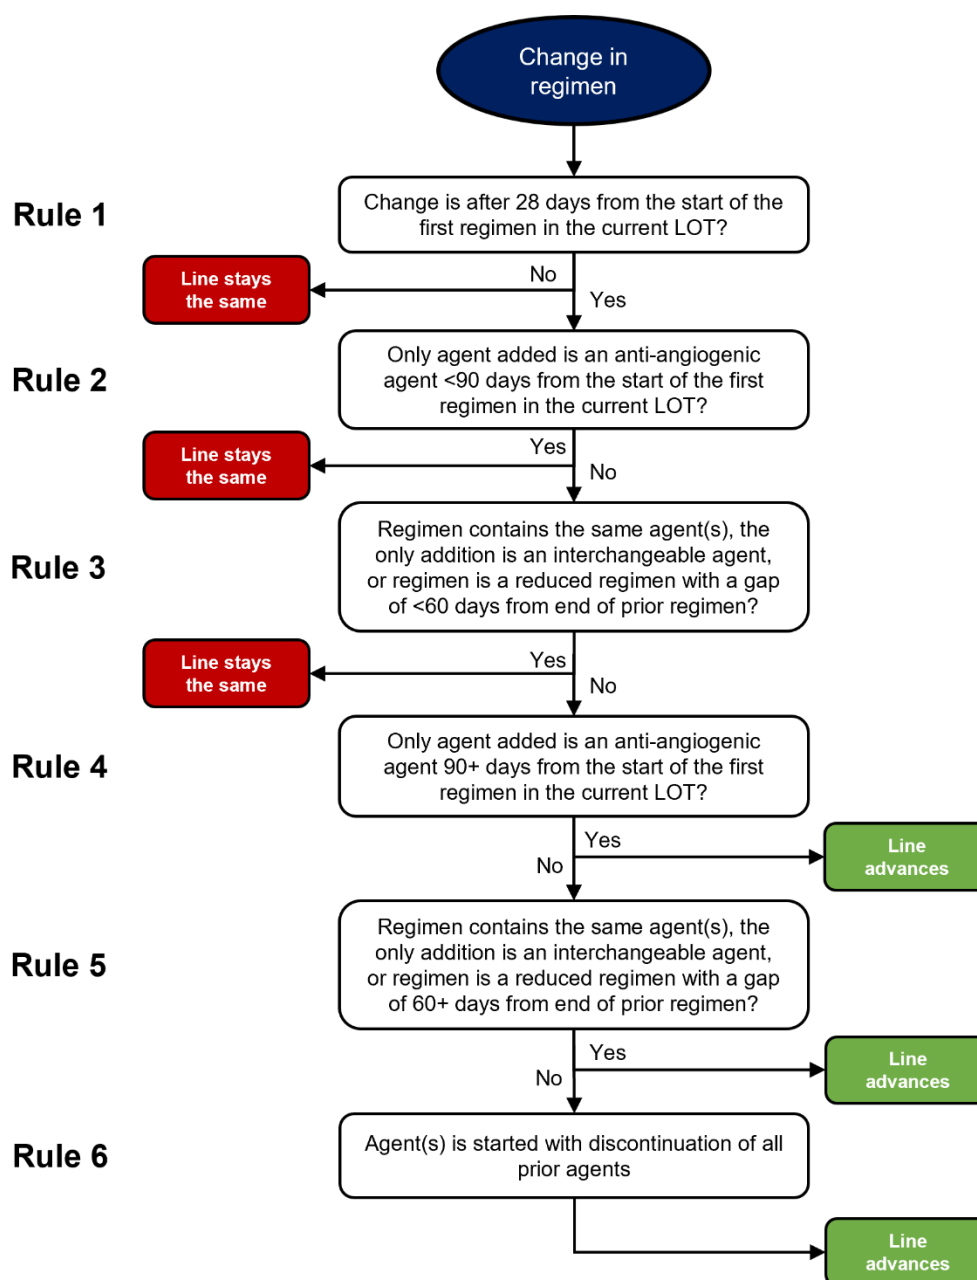 Change in
regimen
Rule 1
Change is after 28 days from the start of the
first regimen in the current LOT?
No
Line stays
the same
Yes
Rule 2
Only agent added is an anti-angiogenic
agent <90 days from the start of the first
regimen in the current LOT?
Yes
Line stays
the same
No
Rule 3
Regimen contains the same agent(s), the
only addition is an interchangeable agent,
or regimen is a reduced regimen with a gap
of <60 days from end of prior regimen?
Yes
Line stays
the same
No
Rule 4
Only agent added is an anti-angiogenic
agent 90+ days from the start of the first
regimen in the current LOT?
Yes
Line
advances
No
Rule 5
Regimen contains the same agent(s), the
only addition is an interchangeable agent,
or regimen is a reduced regimen with a gap
of 60+ days from end of prior regimen?
Yes
Line
advances
No
Rule 6
Agent(s) is started with discontinuation of all
prior agents
Line
advances